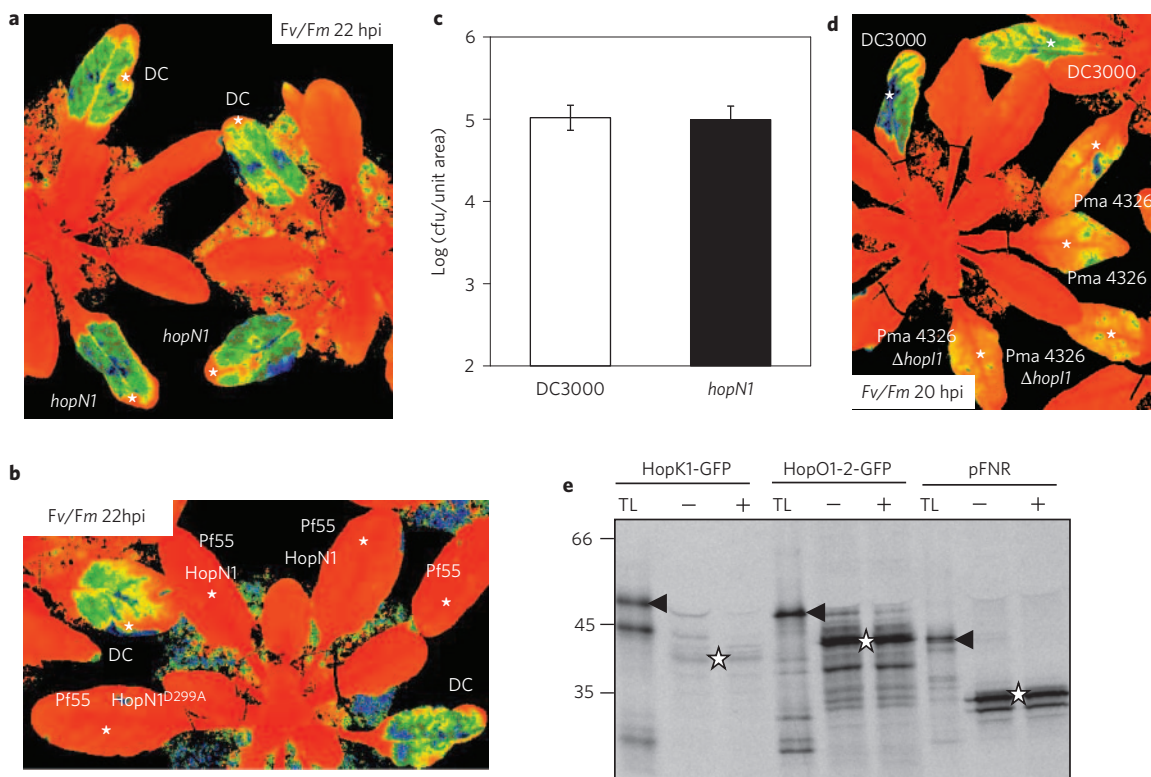 a
Fv/Fm 22 hpi
DC
DC
hopN1
hopN1
b
Fv/Fm 22hpi
Pf55
HopN1
Pf55
HopN1
Pf55
DC
Pf55 HopN1D299A
DC
c
Log (cfu/unit area)
6
5
4
3
2
DC3000
hopN1
d
DC3000
DC3000
Pma 4326
Pma 4326
Pma 4326
ΔhopI1
Pma 4326
ΔhopI1
Fv/Fm 20 hpi
e
HopK1-GFP HopO1-2-GFP pFNR
TL − + TL − + TL − +
66
45
35
25